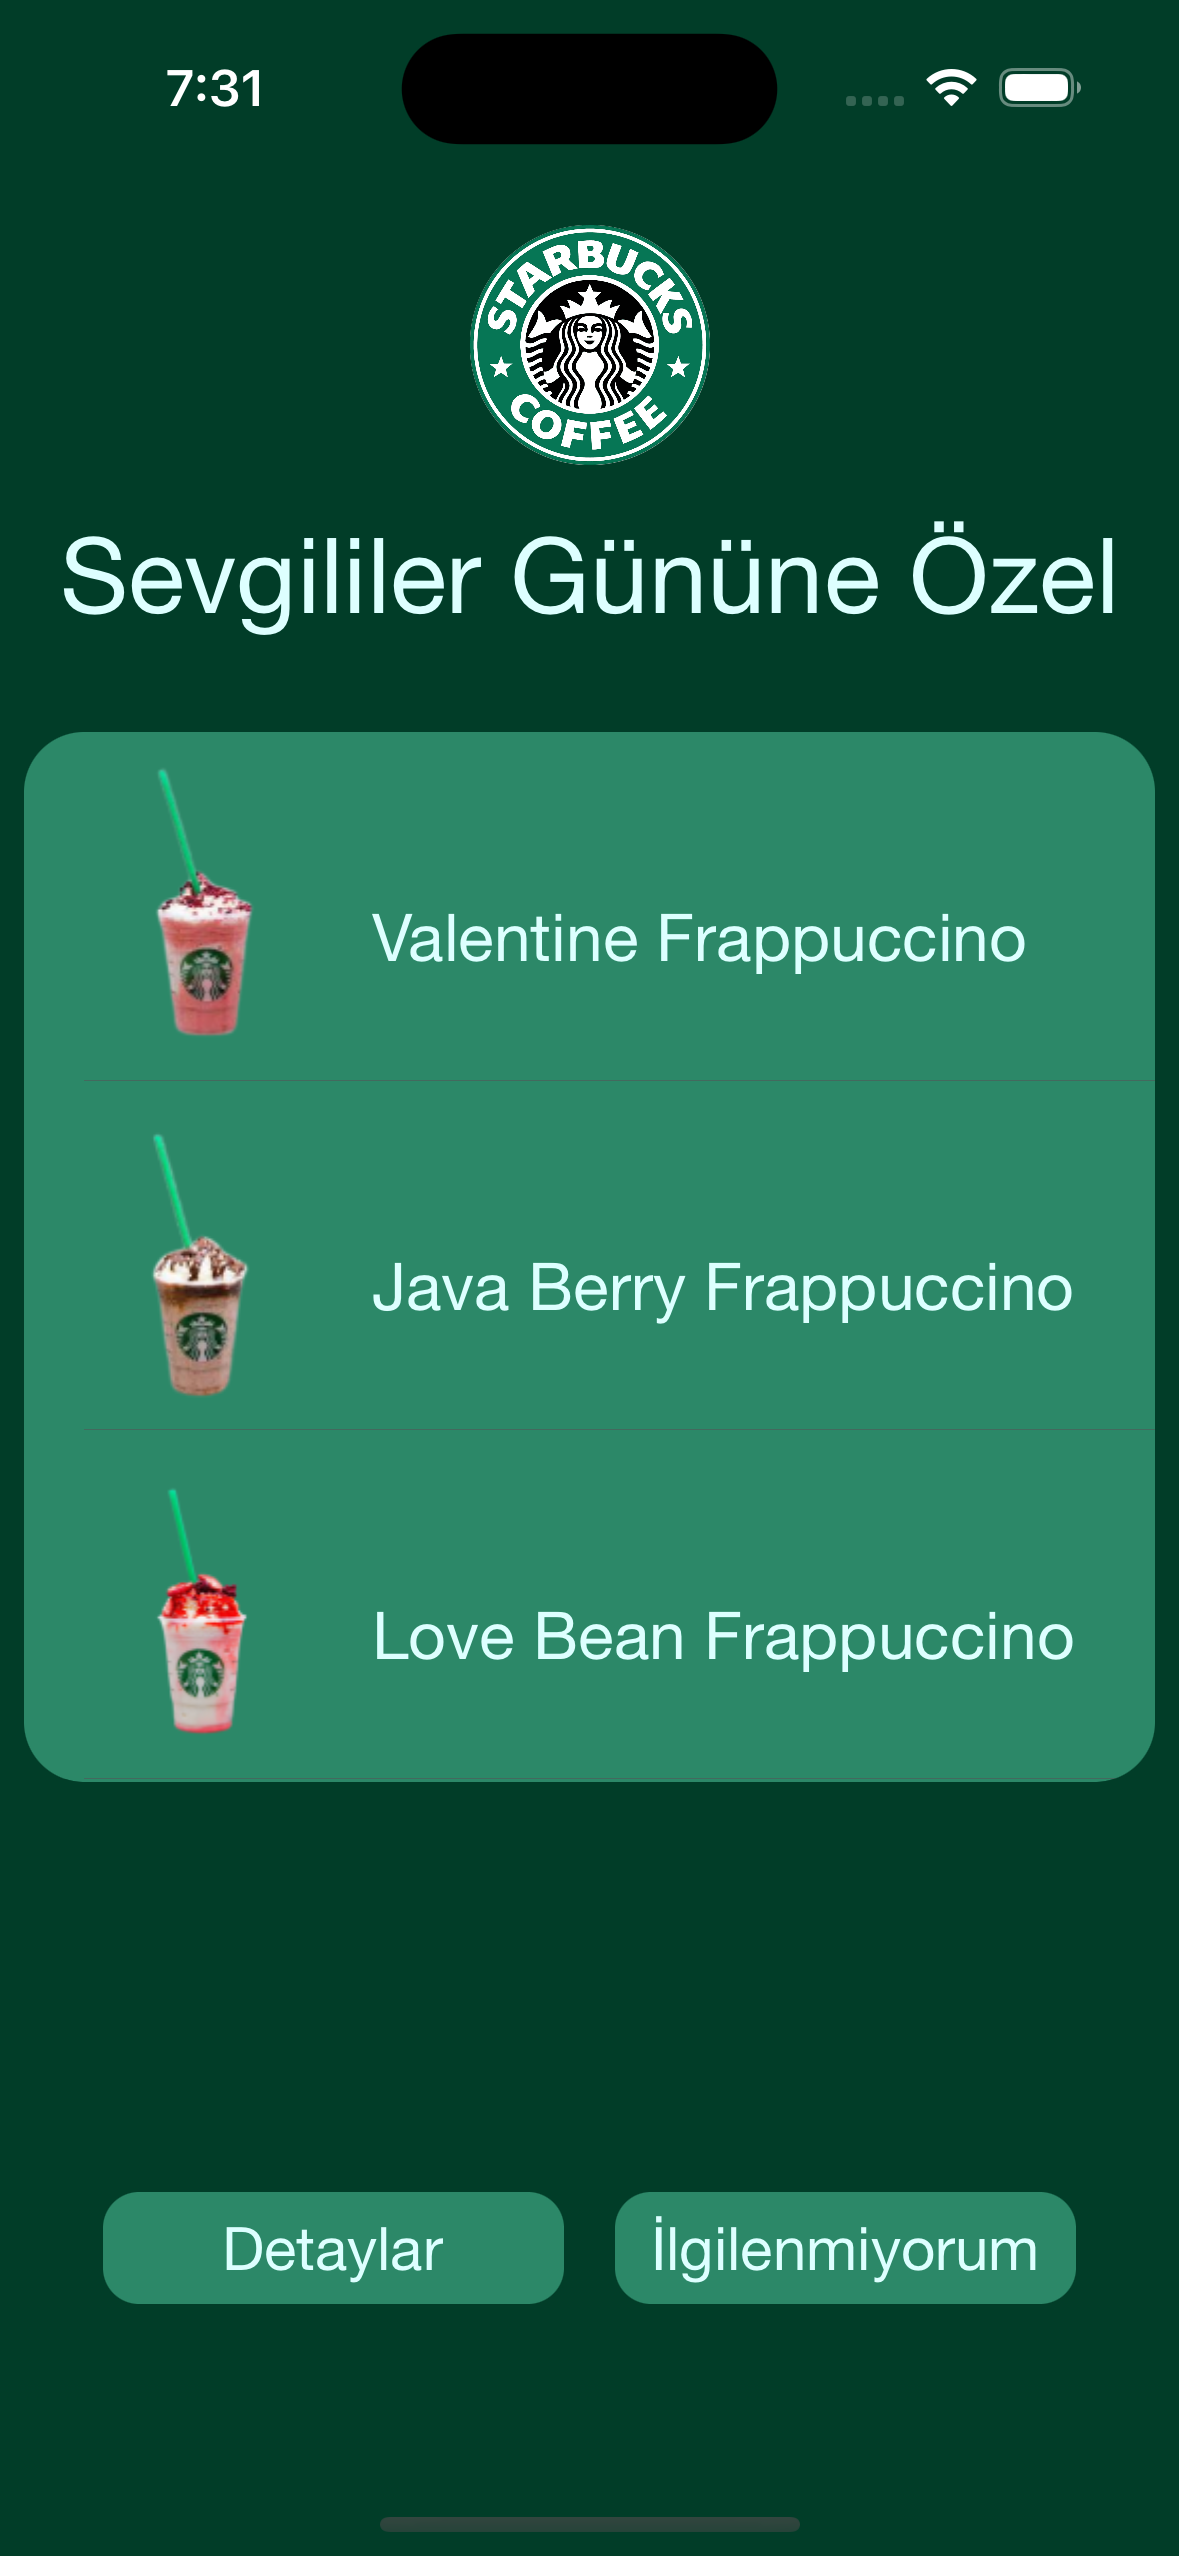 7:31
STARBUCKS
COFFEE
Sevgililer Gününe Özel
Valentine Frappuccino
Java Berry Frappuccino
Love Bean Frappuccino
Detaylar
İlgilenmiyorum